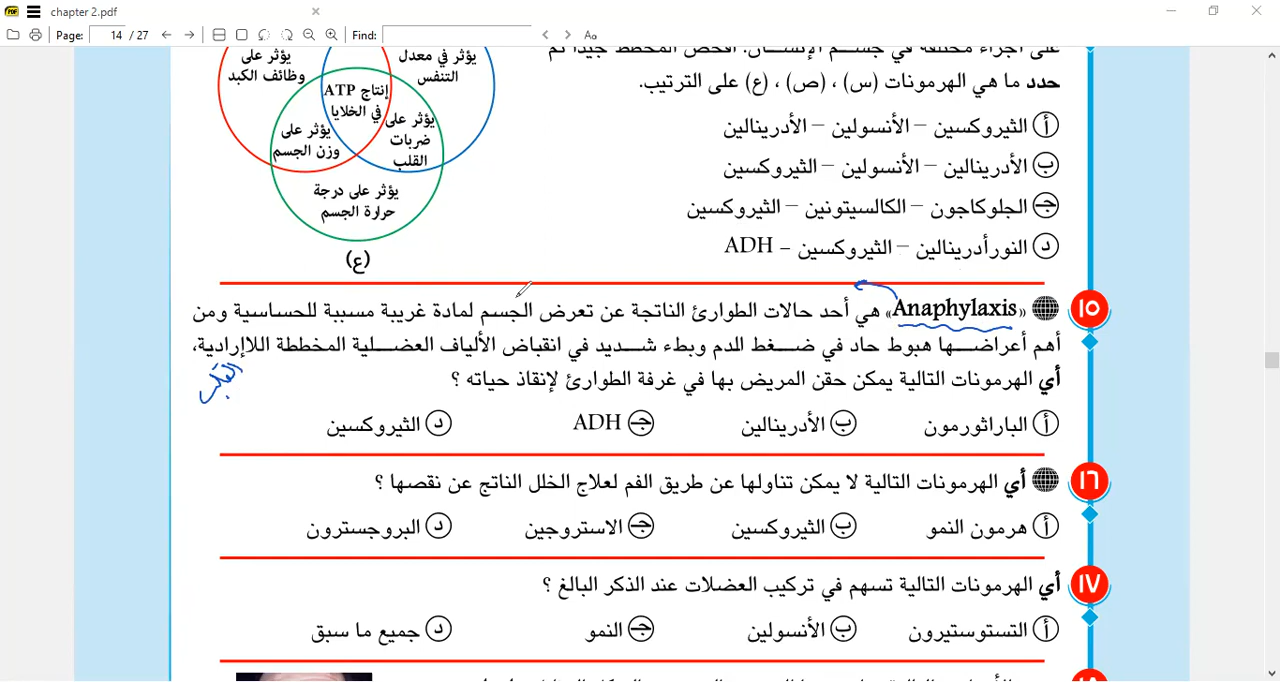 chapter 2.pdf
Page: 14 / 27 Find: Aa
على أجزاء مختلفة في جسم الإنسان. افحص المخطط جيدًا ثم
حدد ما هي الهرمونات (س) ، (ص) ، (ع) على الترتيب.
أ الثيروكسين – الأنسولين – الأدرينالين
ب الأدرينالين – الأنسولين – الثيروكسين
ج الجلوكاجون – الكالسيتونين – الثيروكسين
د النورأدرينالين – الثيروكسين – ADH
يؤثر على
وظائف الكبد
يؤثر في معدل
التنفس
إنتاج ATP
في الخلايا
يؤثر على
وزن الجسم
يؤثر على
ضربات
القلب
يؤثر على درجة
حرارة الجسم
(ع)
١٥ «Anaphylaxis» هي أحد حالات الطوارئ الناتجة عن تعرض الجسم لمادة غريبة مسببة للحساسية ومن
أهم أعراضـــها هبوط حاد في ضـــغط الدم وبطء شـــديد في انقباض الألياف العضـــلية المخططة اللاإرادية،
القلب
أي الهرمونات التالية يمكن حقن المريض بها في غرفة الطوارئ لإنقاذ حياته ؟
أ الباراثورمون ب الأدرينالين ج ADH د الثيروكسين
١٦ أي الهرمونات التالية لا يمكن تناولها عن طريق الفم لعلاج الخلل الناتج عن نقصها ؟
أ هرمون النمو ب الثيروكسين ج الاستروجين د البروجسترون
١٧ أي الهرمونات التالية تسهم في تركيب العضلات عند الذكر البالغ ؟
أ التستوستيرون ب الأنسولين ج النمو د جميع ما سبق